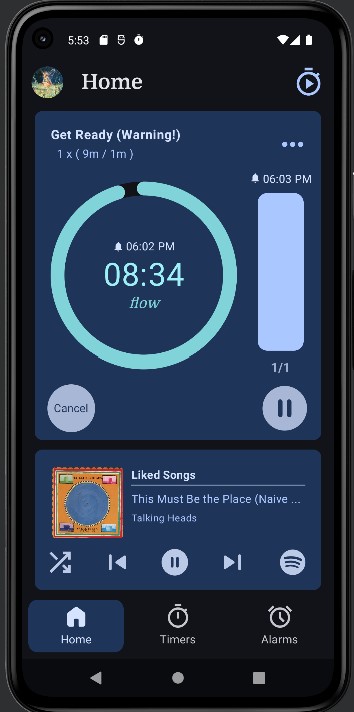 5:53
Home
Get Ready (Warning!)
1 x ( 9m / 1m )
06:03 PM
06:02 PM
08:34
flow
1/1
Cancel
Liked Songs
This Must Be the Place (Naive ...
Talking Heads
Home
Timers
Alarms